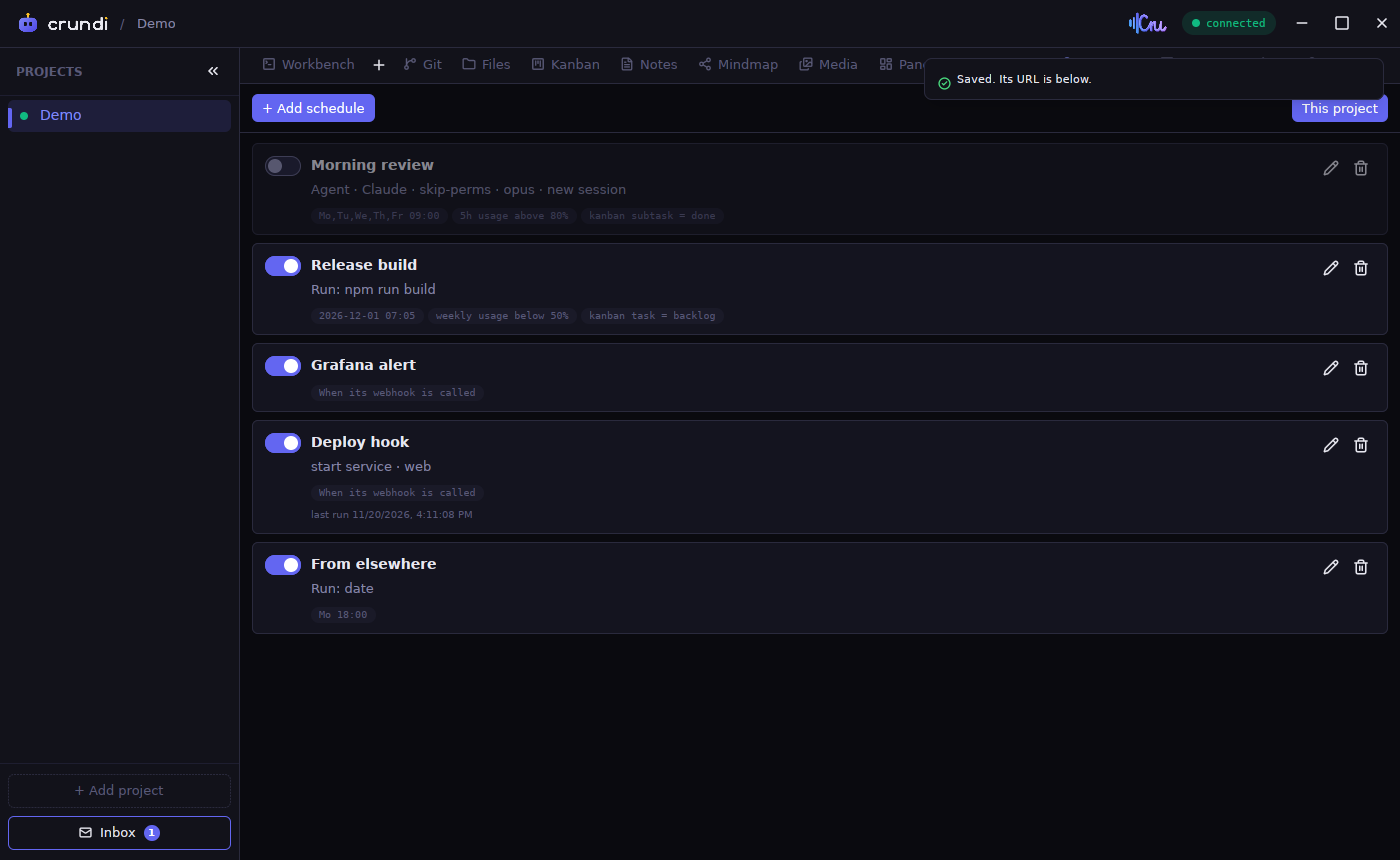 crundi / Demo
Cru
connected
PROJECTS
Workbench
Git
Files
Kanban
Notes
Mindmap
Media
Saved. Its URL is below.
Demo
+ Add schedule
This project
Morning review
Agent · Claude · skip-perms · opus · new session
Mo,Tu,We,Th,Fr 09:00 5h usage above 80% kanban subtask = done
Release build
Run: npm run build
2026-12-01 07:05 weekly usage below 50% kanban task = backlog
Grafana alert
When its webhook is called
Deploy hook
start service · web
When its webhook is called
last run 11/20/2026, 4:11:08 PM
From elsewhere
Run: date
Mo 18:00
+ Add project
Inbox 1